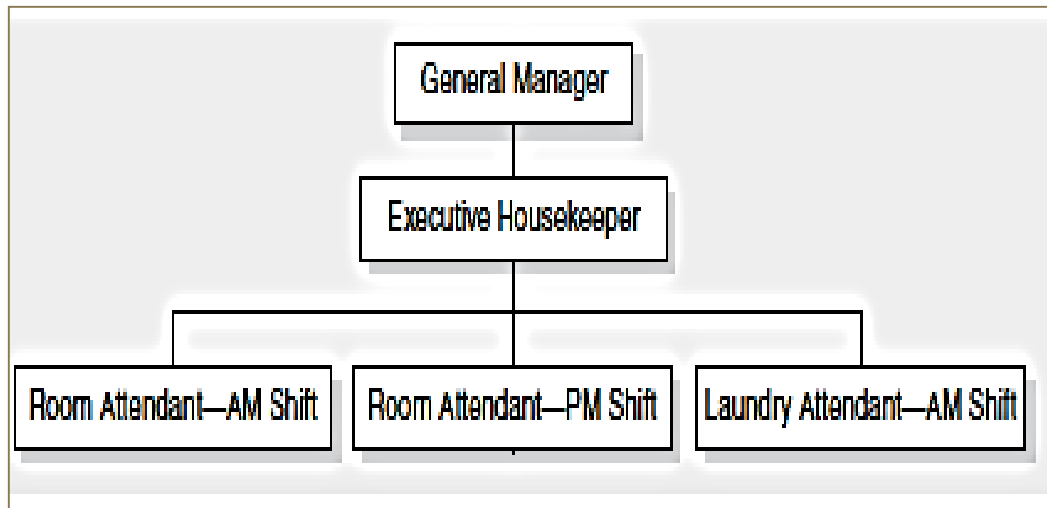 General Manager
Executive Housekeeper
Room Attendant—AM Shift
Room Attendant—PM Shift
Laundry Attendant—AM Shift